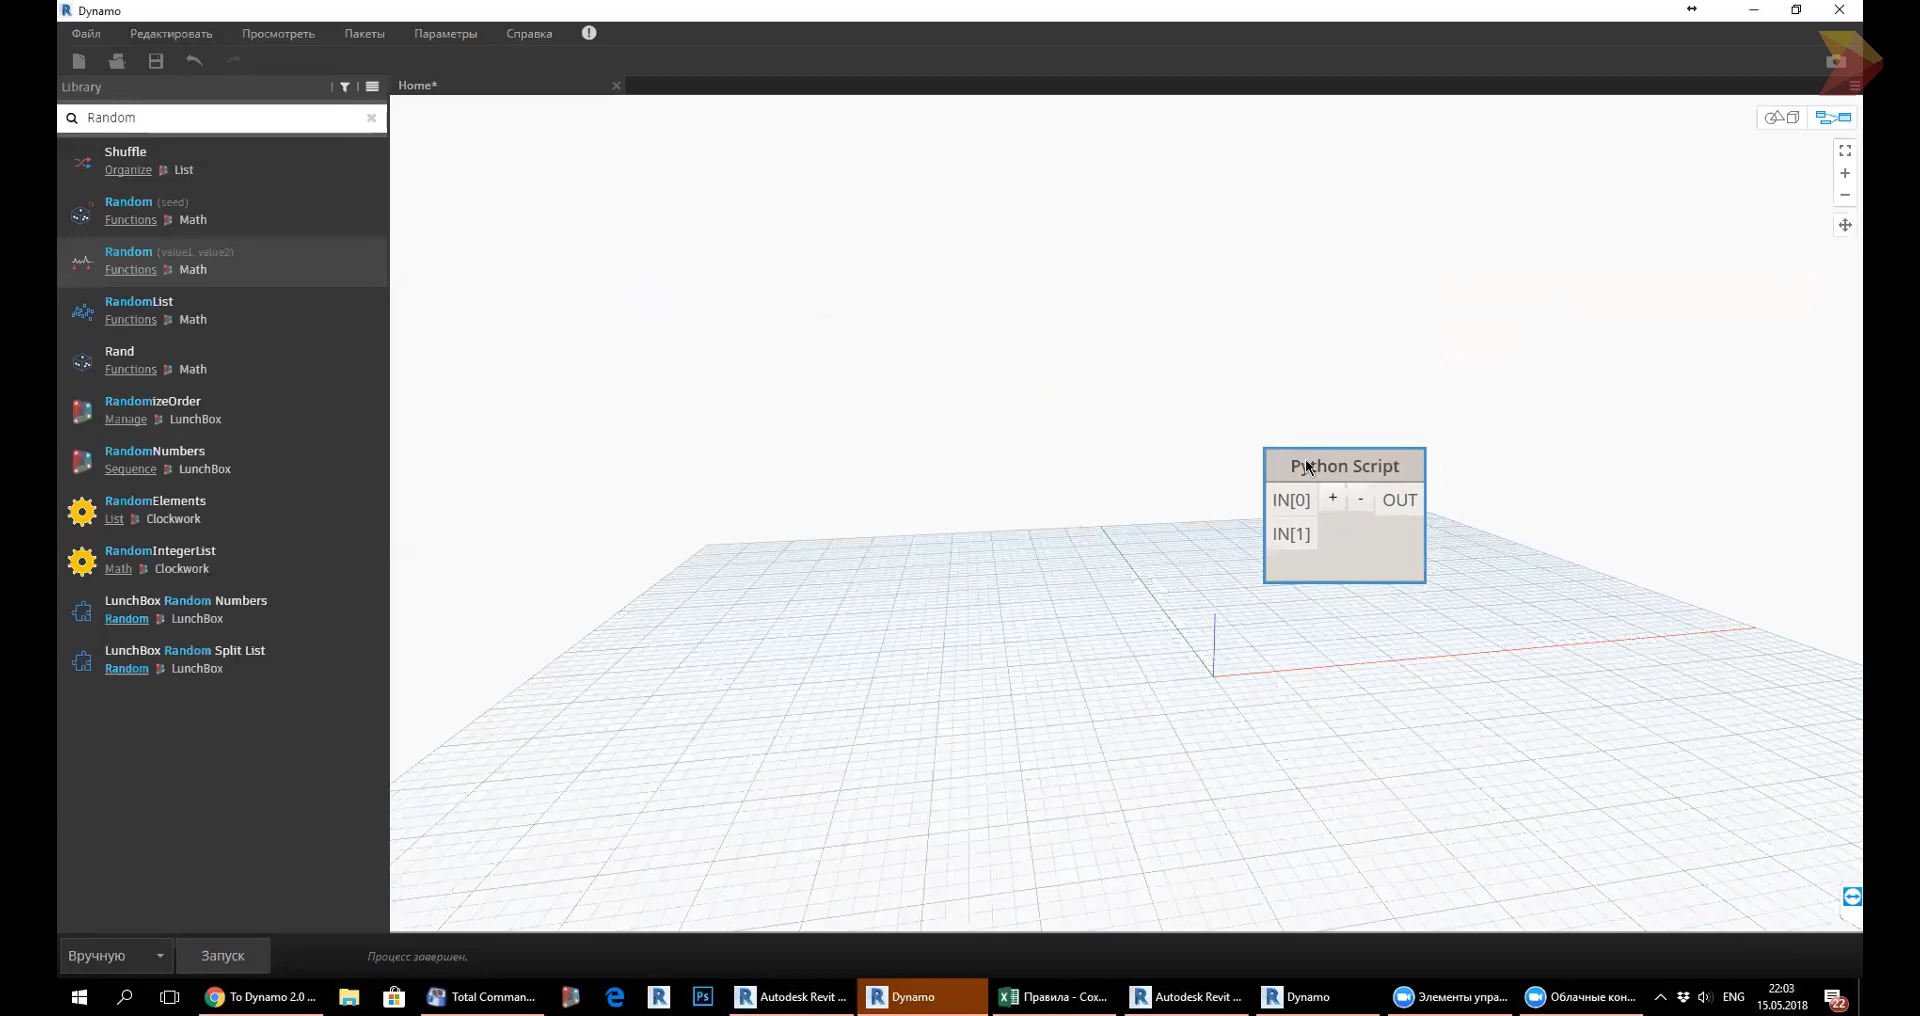 Dynamo
Файл Редактировать Просмотреть Пакеты Параметры Справка
Library
Home*
Random
Shuffle
Organize List
Random (seed)
Functions Math
Random (value1, value2)
Functions Math
RandomList
Functions Math
Rand
Functions Math
RandomizeOrder
Manage LunchBox
RandomNumbers
Sequence LunchBox
RandomElements
List Clockwork
RandomIntegerList
Math Clockwork
LunchBox Random Numbers
Random LunchBox
LunchBox Random Split List
Random LunchBox
Python Script
IN[0] + - OUT
IN[1]
Вручную Запуск Процесс завершен.
To Dynamo 2.0 ... Total Comman... Autodesk Revit ... Dynamo Правила - Сох... Autodesk Revit ... Dynamo Элементы упра... Облачные кон... ENG 22:03
15.05.2018 22